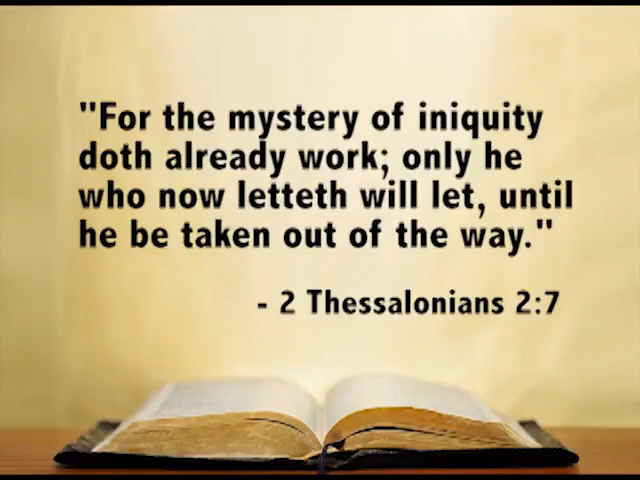 "For the mystery of iniquity
doth already work; only he
who now letteth will let, until
he be taken out of the way."
- 2 Thessalonians 2:7